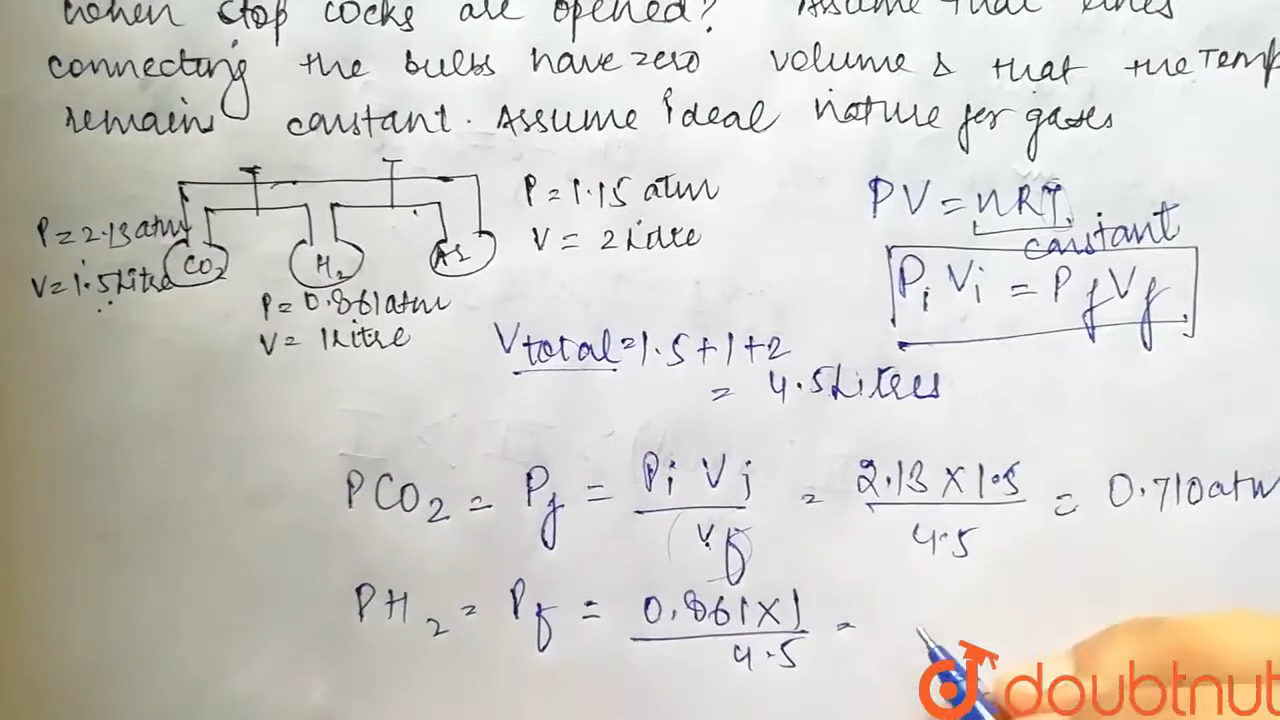 when stop cocks are opened? Assume that lines
connecting the bulbs have zero volume & that the Temp
remains constant. Assume ideal nature for gases
P = 2.13 atm
V = 1.5 Litre
CO2
H2
Ar
P = 0.861 atm
V = 1 Litre
P = 1.15 atm
V = 2 Litre
PV = nRT
constant
Pi Vi = Pf Vf
Vtotal = 1.5 + 1 + 2
= 4.5 Litres
PCO2 = Pf = Pi Vi / Vf = 2.13 X 1.5 / 4.5 = 0.710 atm
PH2 = Pf = 0.861 X 1 / 4.5 =
doubtnut